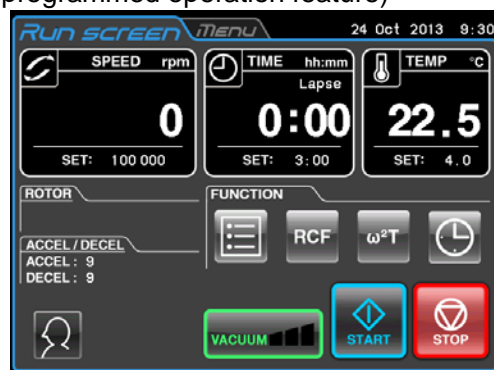 programmed operation feature)
Run screen Menu 24 Oct 2013 9:30
SPEED rpm
0
SET: 100 000
TIME hh:mm
Lapse
0:00
SET: 3:00
TEMP °C
22.5
SET: 4.0
ROTOR
FUNCTION
RCF
ω²T
ACCEL/DECEL
ACCEL: 9
DECEL: 9
VACUUM
START
STOP